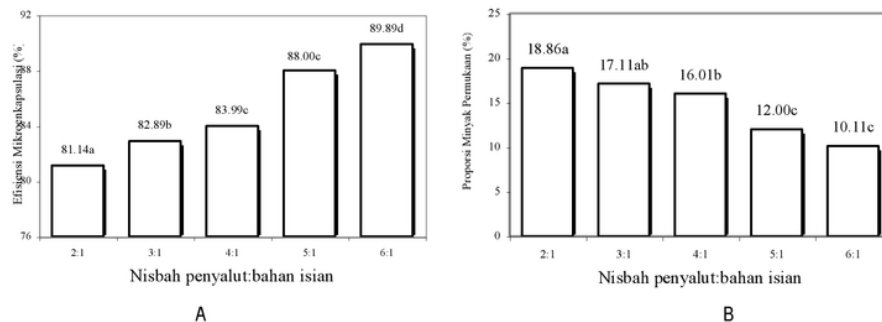 Efisiensi Mikroenkapsulasi (%)
92
88
84
80
76
81.14a
82.89b
83.99c
88.00c
89.89d
2:1 3:1 4:1 5:1 6:1
Nisbah penyalut:bahan isian
A
Proporsi Minyak Permukaan (%)
25
20
15
10
5
0
18.86a
17.11ab
16.01b
12.00c
10.11c
2:1 3:1 4:1 5:1 6:1
Nisbah penyalut:bahan isian
B